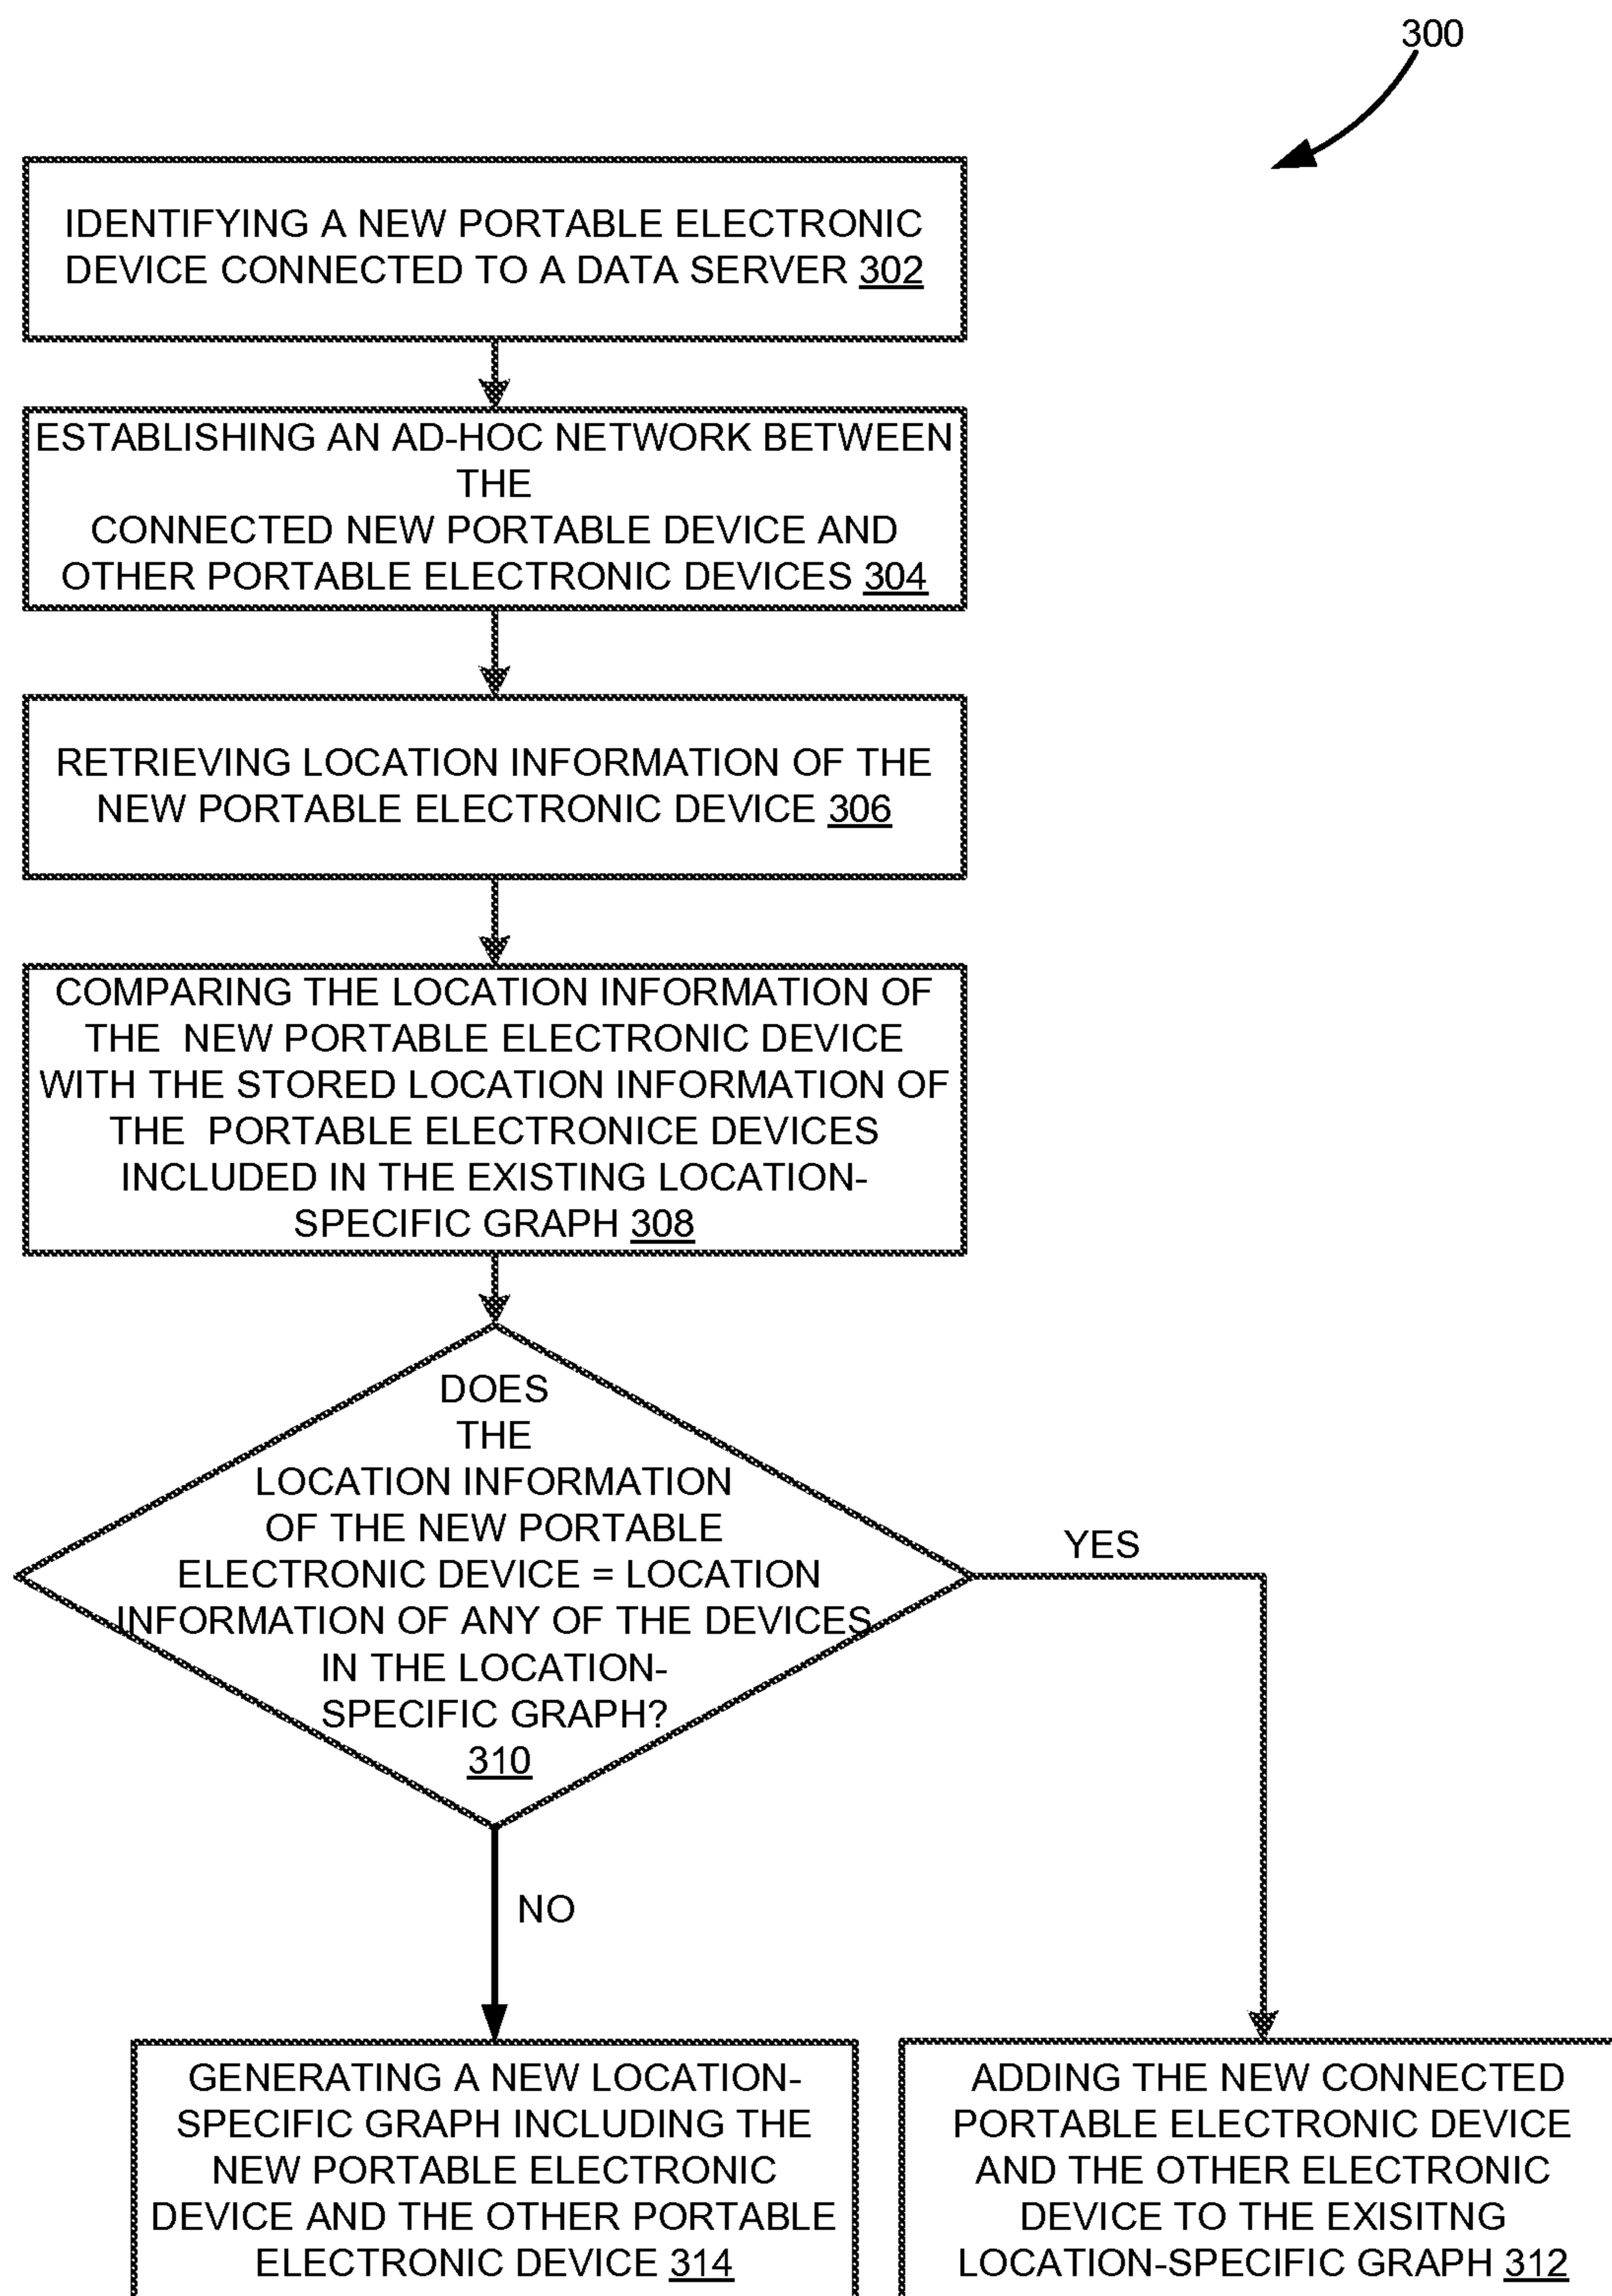 300
IDENTIFYING A NEW PORTABLE ELECTRONIC
DEVICE CONNECTED TO A DATA SERVER 302
ESTABLISHING AN AD-HOC NETWORK BETWEEN
THE
CONNECTED NEW PORTABLE DEVICE AND
OTHER PORTABLE ELECTRONIC DEVICES 304
RETRIEVING LOCATION INFORMATION OF THE
NEW PORTABLE ELECTRONIC DEVICE 306
COMPARING THE LOCATION INFORMATION OF
THE NEW PORTABLE ELECTRONIC DEVICE
WITH THE STORED LOCATION INFORMATION OF
THE PORTABLE ELECTRONICE DEVICES
INCLUDED IN THE EXISTING LOCATION-
SPECIFIC GRAPH 308
DOES
THE
LOCATION INFORMATION
OF THE NEW PORTABLE
ELECTRONIC DEVICE = LOCATION
INFORMATION OF ANY OF THE DEVICES
IN THE LOCATION-
SPECIFIC GRAPH?
310
YES
NO
GENERATING A NEW LOCATION-
SPECIFIC GRAPH INCLUDING THE
NEW PORTABLE ELECTRONIC
DEVICE AND THE OTHER PORTABLE
ELECTRONIC DEVICE 314
ADDING THE NEW CONNECTED
PORTABLE ELECTRONIC DEVICE
AND THE OTHER ELECTRONIC
DEVICE TO THE EXISITNG
LOCATION-SPECIFIC GRAPH 312